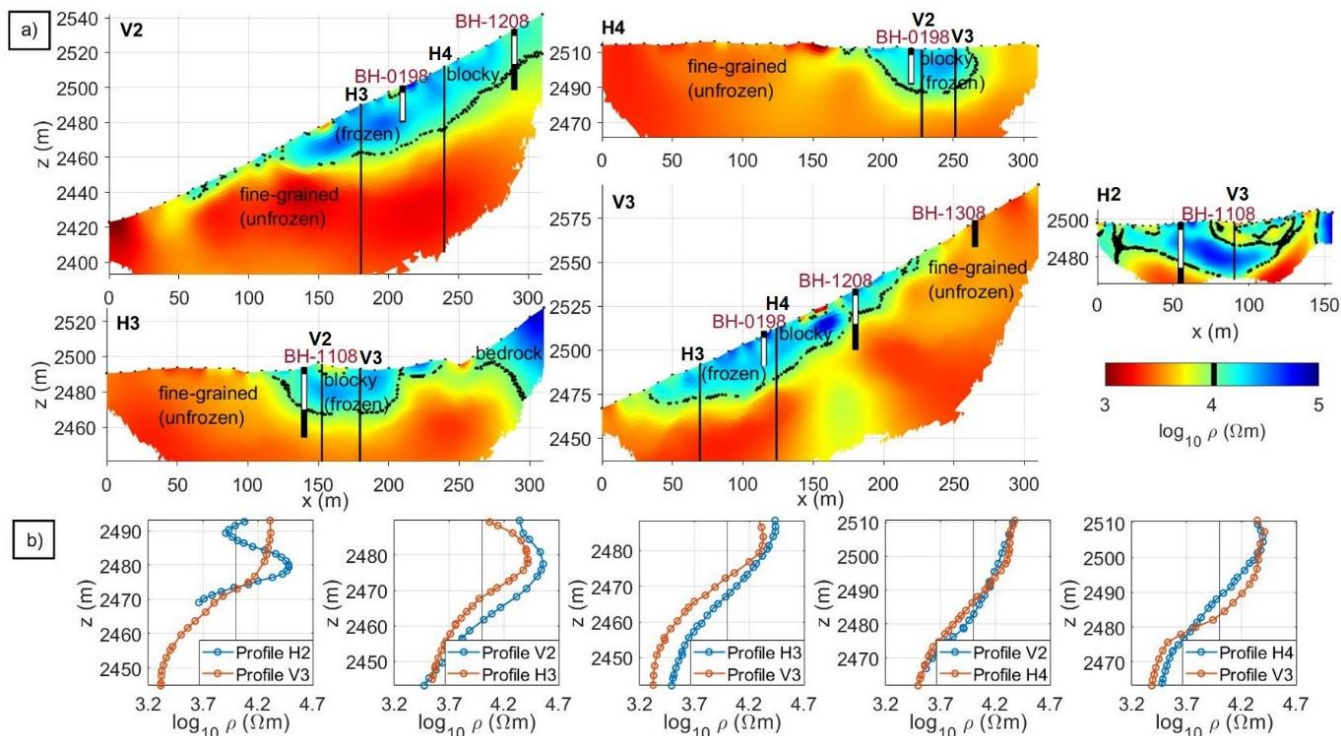 a)
V2
BH-1208
H4
BH-0198
blocky
H3
(frozen)
fine-grained
(unfrozen)
z (m)
2540
2520
2500
2480
2460
2440
2420
2400
0 50 100 150 200 250 300
H4
V2
BH-0198
V3
fine-grained
(unfrozen)
blocky
(frozen)
2510
2490
2470
0 50 100 150 200 250 300
H3
V2
BH-1108
V3
bedrock
blocky
(frozen)
fine-grained
(unfrozen)
z (m)
2520
2500
2480
2460
0 50 100 150 200 250 300
x (m)
V3
BH-1308
BH-1208
H4
BH-0198
blocky
H3
(frozen)
fine-grained
(unfrozen)
2575
2550
2525
2500
2475
2450
0 50 100 150 200 250 300
x (m)
H2
V3
BH-1108
2500
2480
0 50 100 150
x (m)
3 4 5
log10 ρ (Ωm)
b)
z (m)
2490
2480
2470
2460
2450
Profile H2
Profile V3
3.2 3.7 4.2 4.7
log10 ρ (Ωm)
z (m)
2480
2470
2460
2450
Profile V2
Profile H3
3.2 3.7 4.2 4.7
log10 ρ (Ωm)
z (m)
2480
2470
2460
2450
Profile H3
Profile V3
3.2 3.7 4.2 4.7
log10 ρ (Ωm)
z (m)
2510
2500
2490
2480
2470
Profile V2
Profile H4
3.2 3.7 4.2 4.7
log10 ρ (Ωm)
z (m)
2510
2500
2490
2480
2470
Profile H4
Profile V3
3.2 3.7 4.2 4.7
log10 ρ (Ωm)